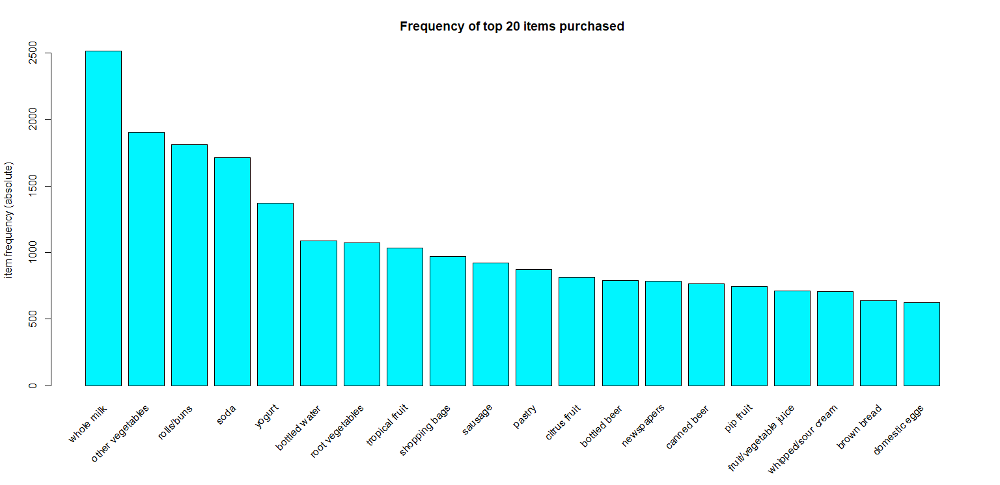 Frequency of top 20 items purchased
item frequency (absolute)
2500
2000
1500
1000
500
0
whole milk
other vegetables
rolls/buns
soda
yogurt
bottled water
root vegetables
tropical fruit
shopping bags
sausage
pastry
citrus fruit
bottled beer
newspapers
canned beer
pip fruit
fruit/vegetable juice
whipped/sour cream
brown bread
domestic eggs